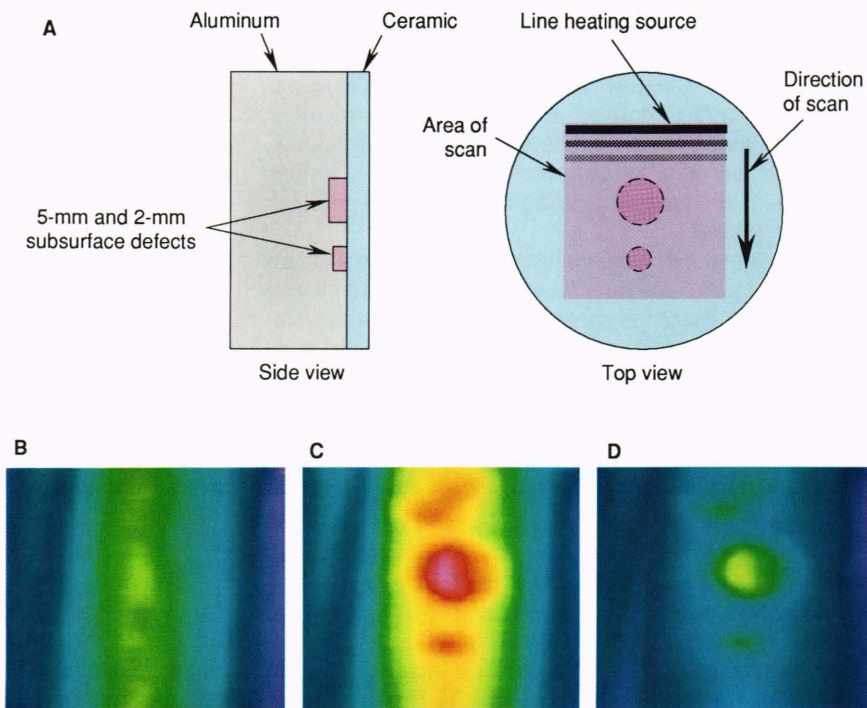 A
Aluminum
Ceramic
Line heating source
Direction
of scan
Area of
scan
5-mm and 2-mm
subsurface defects
Side view
Top view
B
C
D